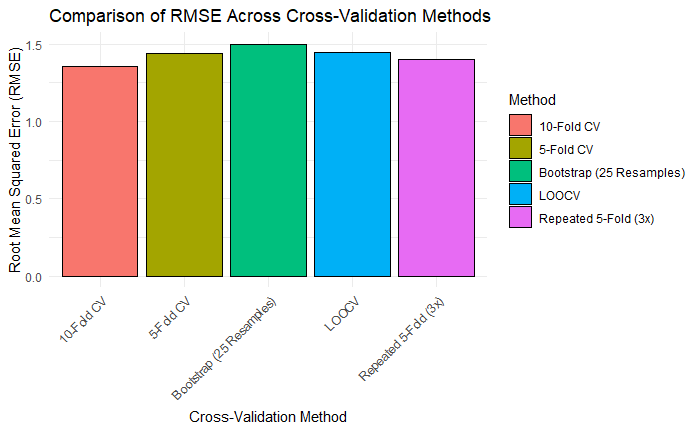 Comparison of RMSE Across Cross-Validation Methods
Root Mean Squared Error (RMSE)
1.5
1.0
0.5
0.0
10-Fold CV
5-Fold CV
Bootstrap (25 Resamples)
LOOCV
Repeated 5-Fold (3x)
Cross-Validation Method
Method
10-Fold CV
5-Fold CV
Bootstrap (25 Resamples)
LOOCV
Repeated 5-Fold (3x)